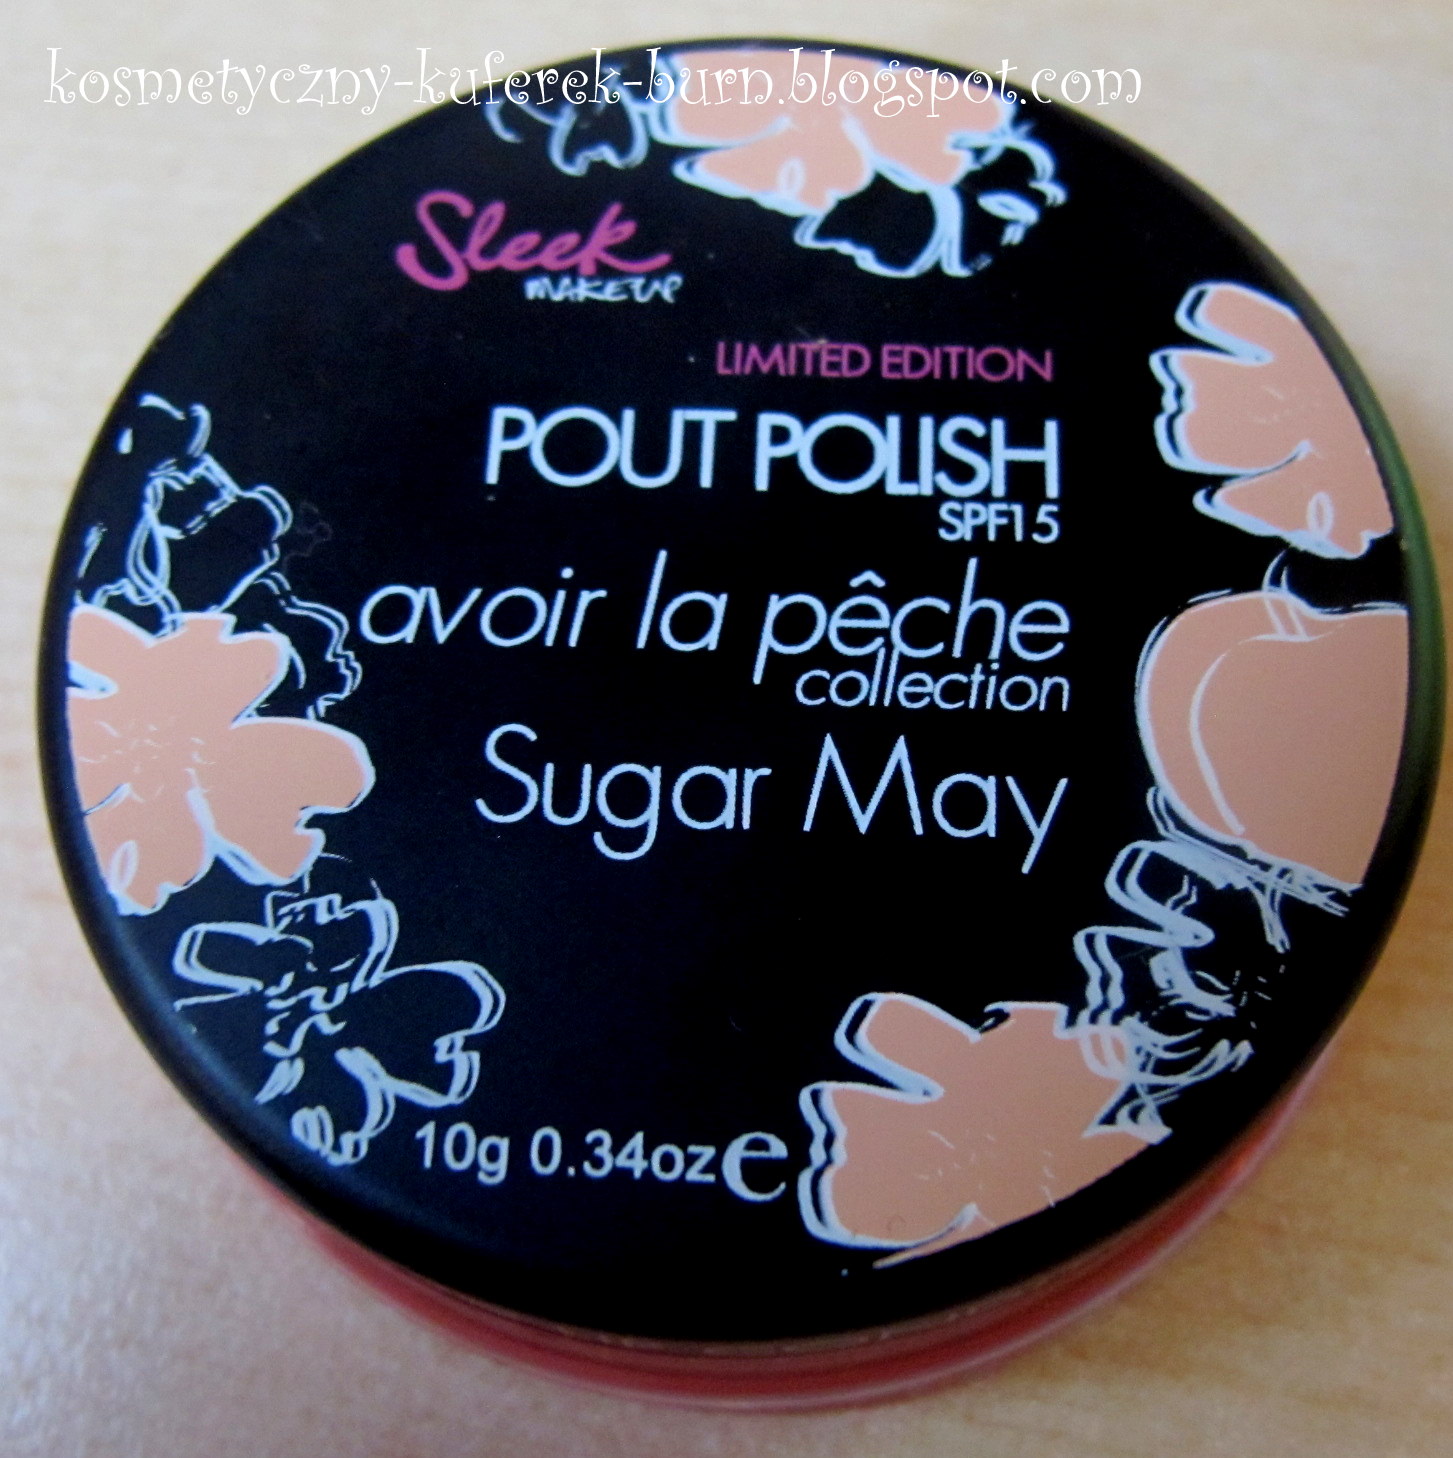 kosmetyczny-kuferek-burn.blogspot.com
Sleek
MAKEUP
LIMITED EDITION
POUT POLISH
SPF15
avoir la pêche
collection
Sugar May
10g 0.34oz e